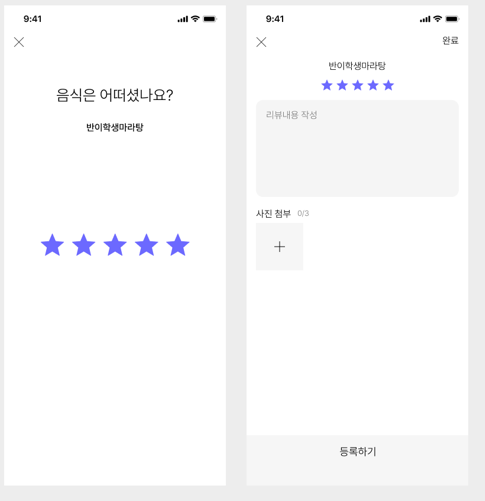 9:41
음식은 어떠셨나요?
반이학생마라탕
9:41
완료
반이학생마라탕
리뷰내용 작성
사진 첨부 0/3
등록하기